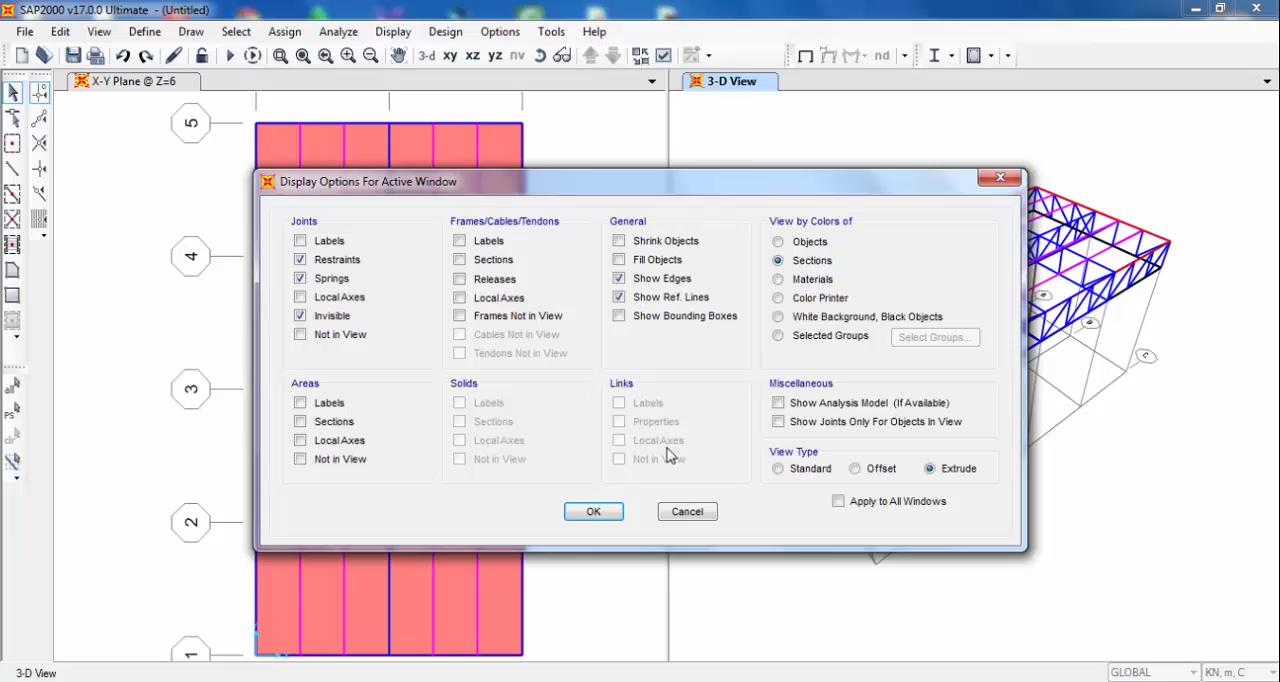 SAP2000 v17.0.0 Ultimate - (Untitled)
File Edit View Define Draw Select Assign Analyze Display Design Options Tools Help
3-d xy xz yz nv nd
X-Y Plane @ Z=6
3-D View
5
4
3
2
1
Display Options For Active Window
Joints
Labels
Restraints
Springs
Local Axes
Invisible
Not in View
Frames/Cables/Tendons
Labels
Sections
Releases
Local Axes
Frames Not in View
Cables Not in View
Tendons Not in View
General
Shrink Objects
Fill Objects
Show Edges
Show Ref. Lines
Show Bounding Boxes
View by Colors of
Objects
Sections
Materials
Color Printer
White Background, Black Objects
Selected Groups
Select Groups...
Areas
Labels
Sections
Local Axes
Not in View
Solids
Labels
Sections
Local Axes
Not in View
Links
Labels
Properties
Local Axes
Not in View
Miscellaneous
Show Analysis Model (If Available)
Show Joints Only For Objects In View
View Type
Standard
Offset
Extrude
Apply to All Windows
OK
Cancel
all
PS
clr
C
3-D View
GLOBAL
KN, m, C